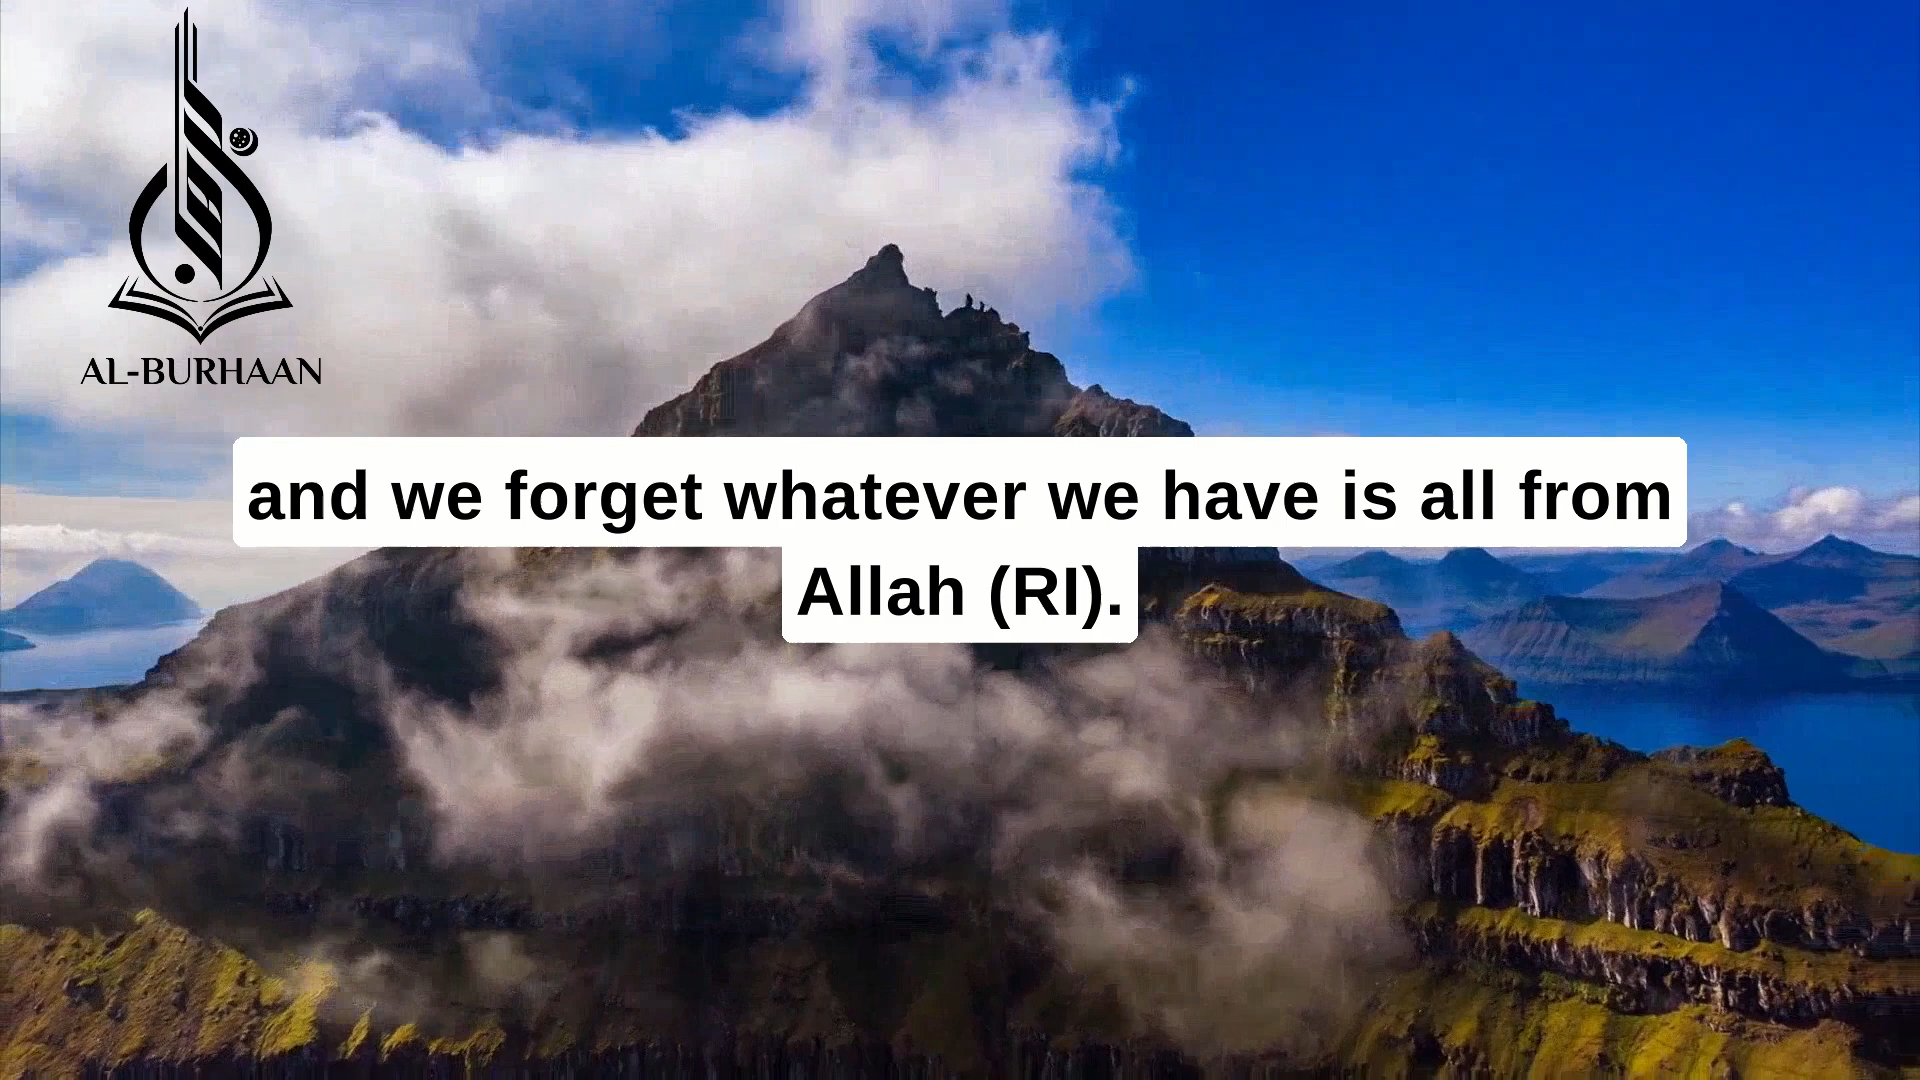 AL-BURHAAN
and we forget whatever we have is all from
Allah (RI).